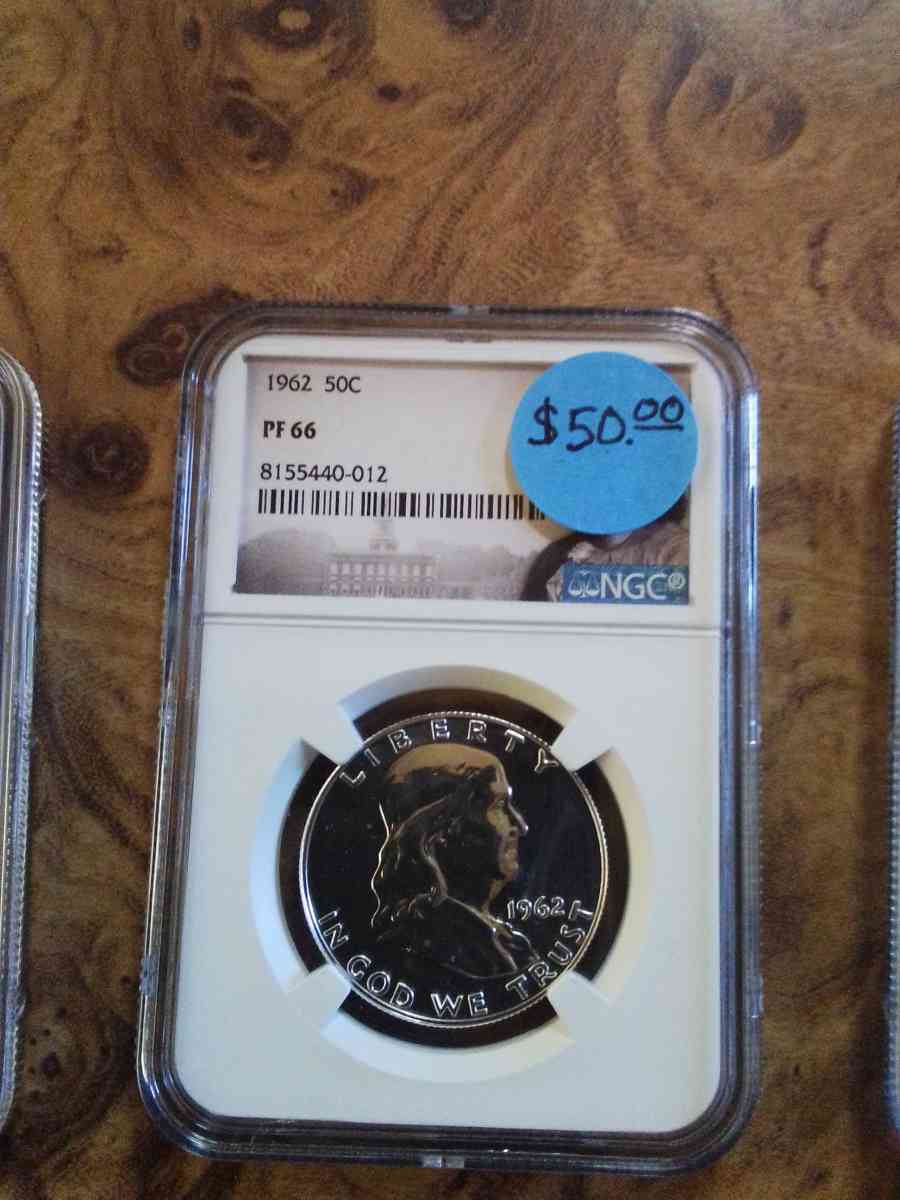 1962 50C
PF 66
8155440-012
$50.00
NGC®
LIBERTY
1962
IN GOD WE TRUST